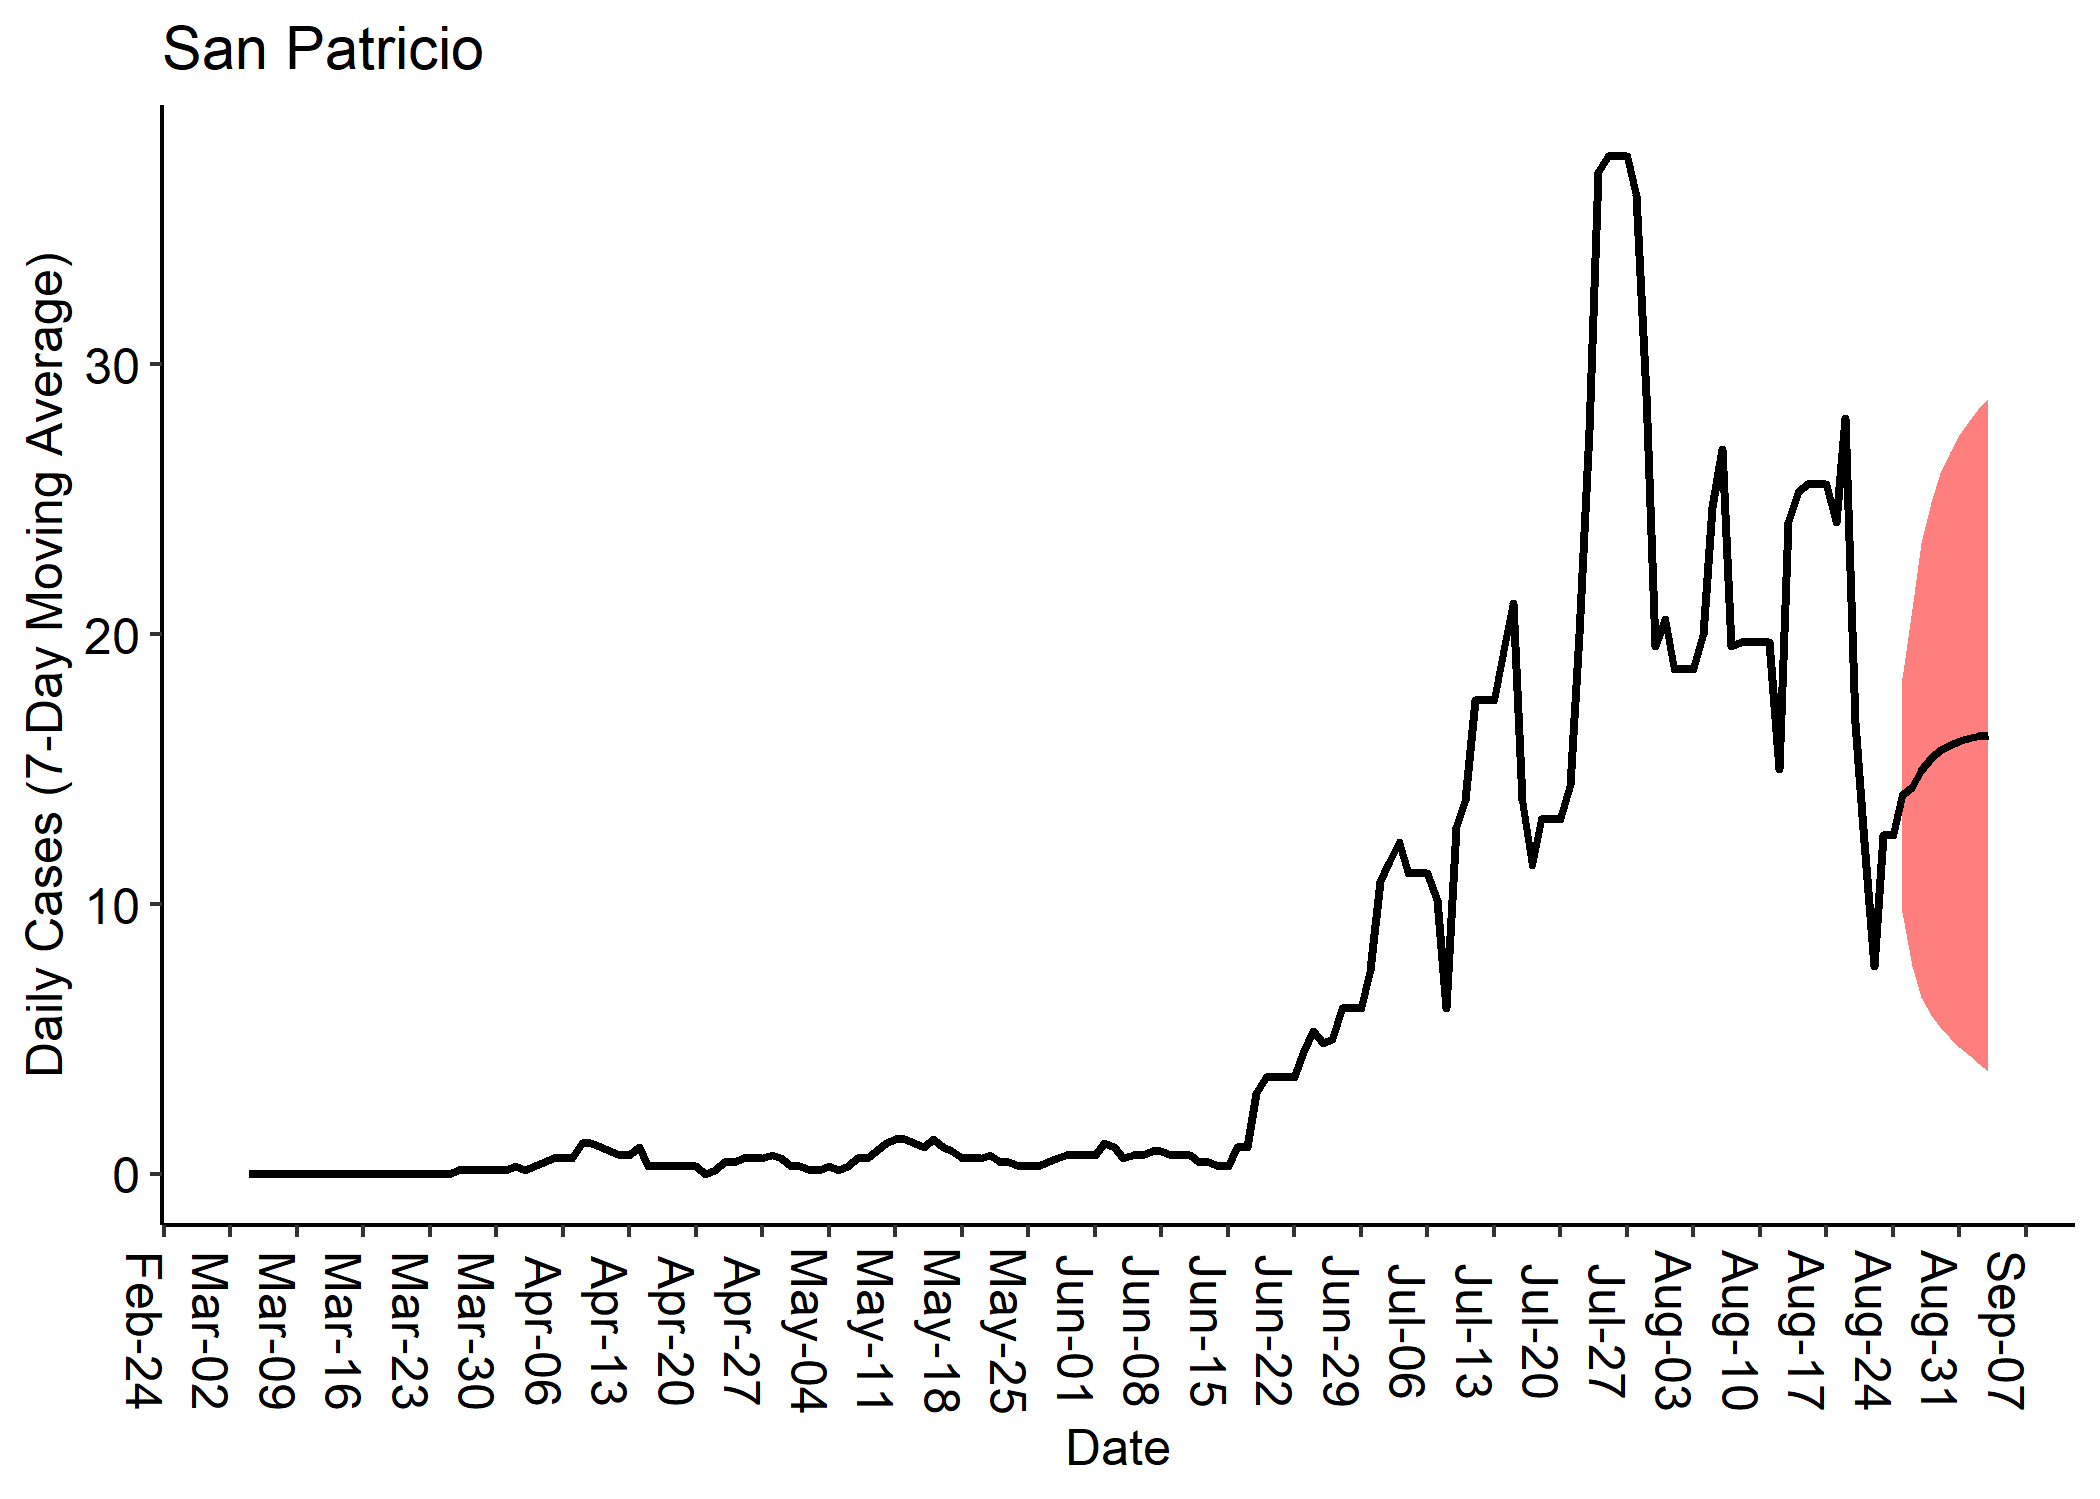 San Patricio
Daily Cases (7-Day Moving Average)
30
20
10
0
Feb-24
Mar-02
Mar-09
Mar-16
Mar-23
Mar-30
Apr-06
Apr-13
Apr-20
Apr-27
May-04
May-11
May-18
May-25
Jun-01
Jun-08
Jun-15
Jun-22
Jun-29
Jul-06
Jul-13
Jul-20
Jul-27
Aug-03
Aug-10
Aug-17
Aug-24
Aug-31
Sep-07
Date